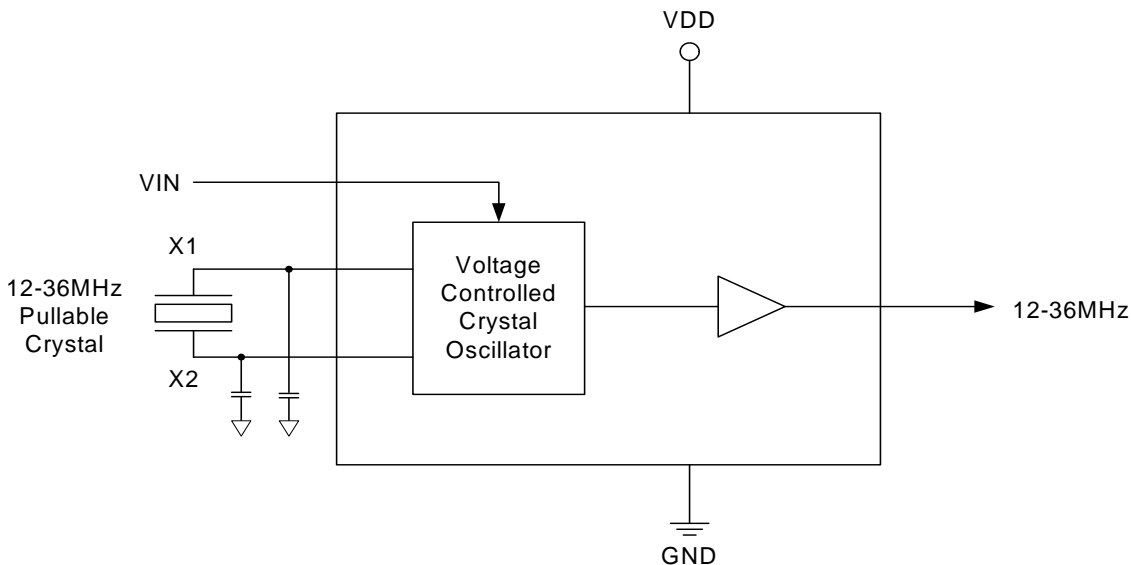 VDD
VIN
X1
12-36MHz
Pullable
Crystal
X2
Voltage
Controlled
Crystal
Oscillator
12-36MHz
GND